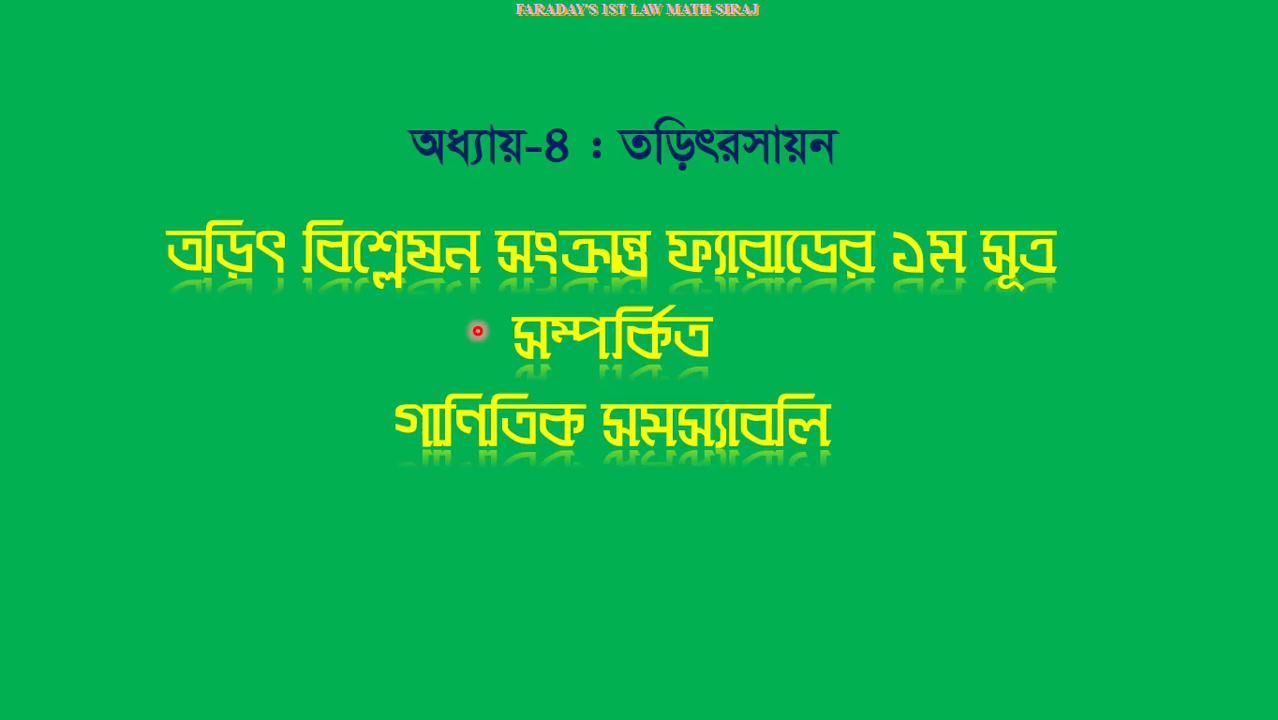 FARADAY'S 1ST LAW MATH-SIRAJ
অধ্যায়-৪ : তড়িৎরসায়ন
তড়িৎ বিশ্লেষন সংক্রান্ত ফ্যারাডের ১ম সূত্র
সম্পর্কিত
গাণিতিক সমস্যাবলি